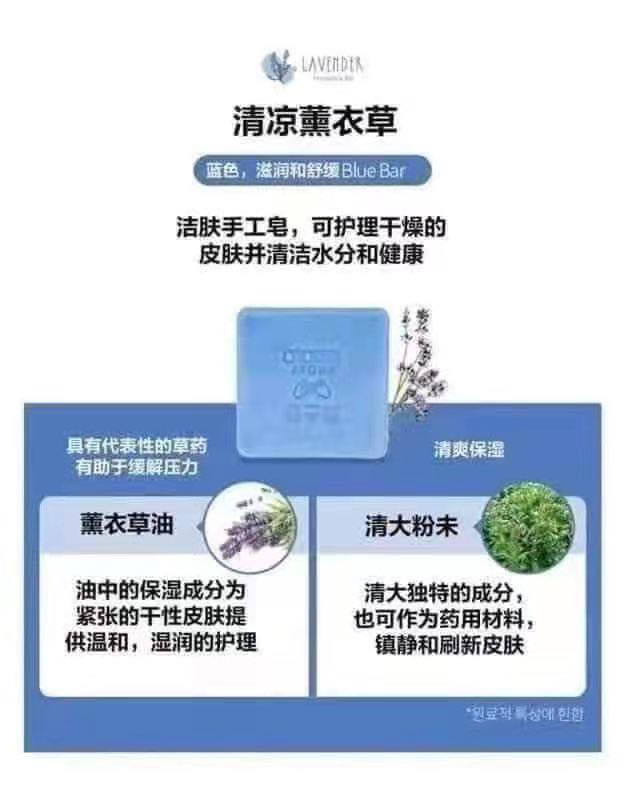 LAVENDER
清凉薰衣草
蓝色，滋润和舒缓 Blue Bar
洁肤手工皂，可护理干燥的
皮肤并清洁水分和健康
具有代表性的草药
有助于缓解压力
薰衣草油
油中的保湿成分为
紧张的干性皮肤提
供温和，湿润的护理
清爽保湿
清大粉未
清大独特的成分，
也可作为药用材料，
镇静和刷新皮肤
*원료적 특성에 한함